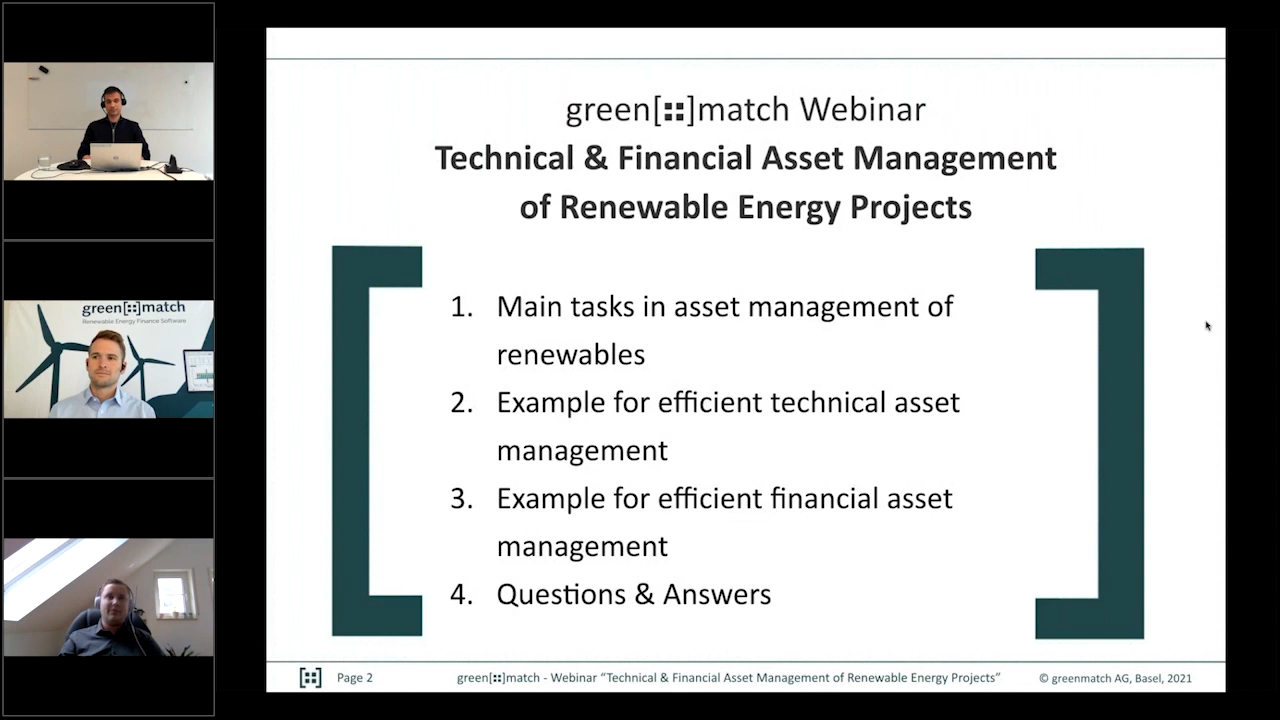 green[::]match
Renewable Energy Finance Software
green[::]match Webinar
Technical & Financial Asset Management
of Renewable Energy Projects
1. Main tasks in asset management of
renewables
2. Example for efficient technical asset
management
3. Example for efficient financial asset
management
4. Questions & Answers
[::] Page 2 green[::]match - Webinar “Technical & Financial Asset Management of Renewable Energy Projects” © greenmatch AG, Basel, 2021